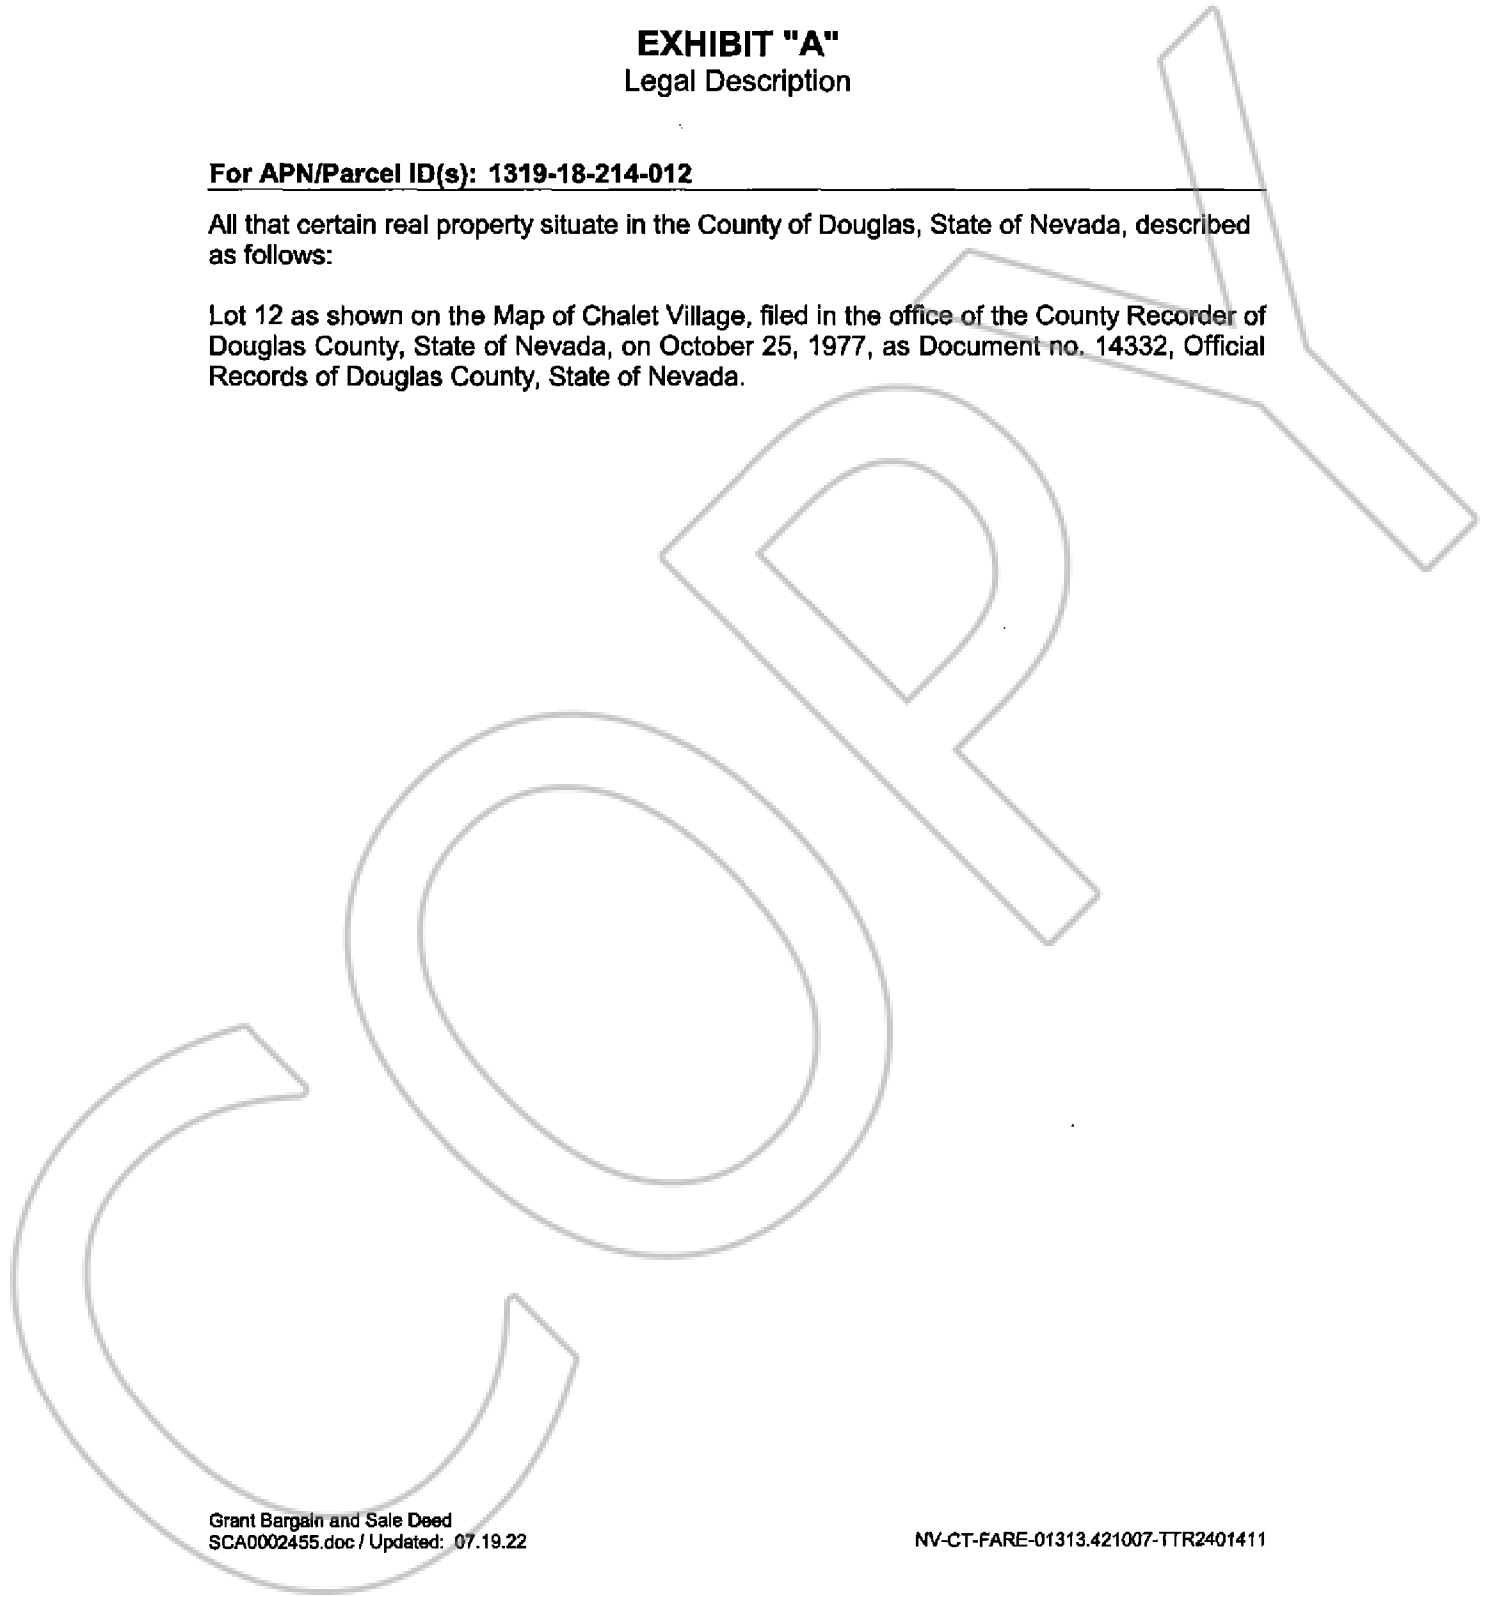 EXHIBIT "A"
Legal Description
For APN/Parcel ID(s): 1319-18-214-012
All that certain real property situate in the County of Douglas, State of Nevada, described
as follows:
Lot 12 as shown on the Map of Chalet Village, filed in the office of the County Recorder of
Douglas County, State of Nevada, on October 25, 1977, as Document no. 14332, Official
Records of Douglas County, State of Nevada.
COPY
Grant Bargain and Sale Deed
SCA0002455.doc / Updated: 07.19.22
NV-CT-FARE-01313.421007-TTR2401411